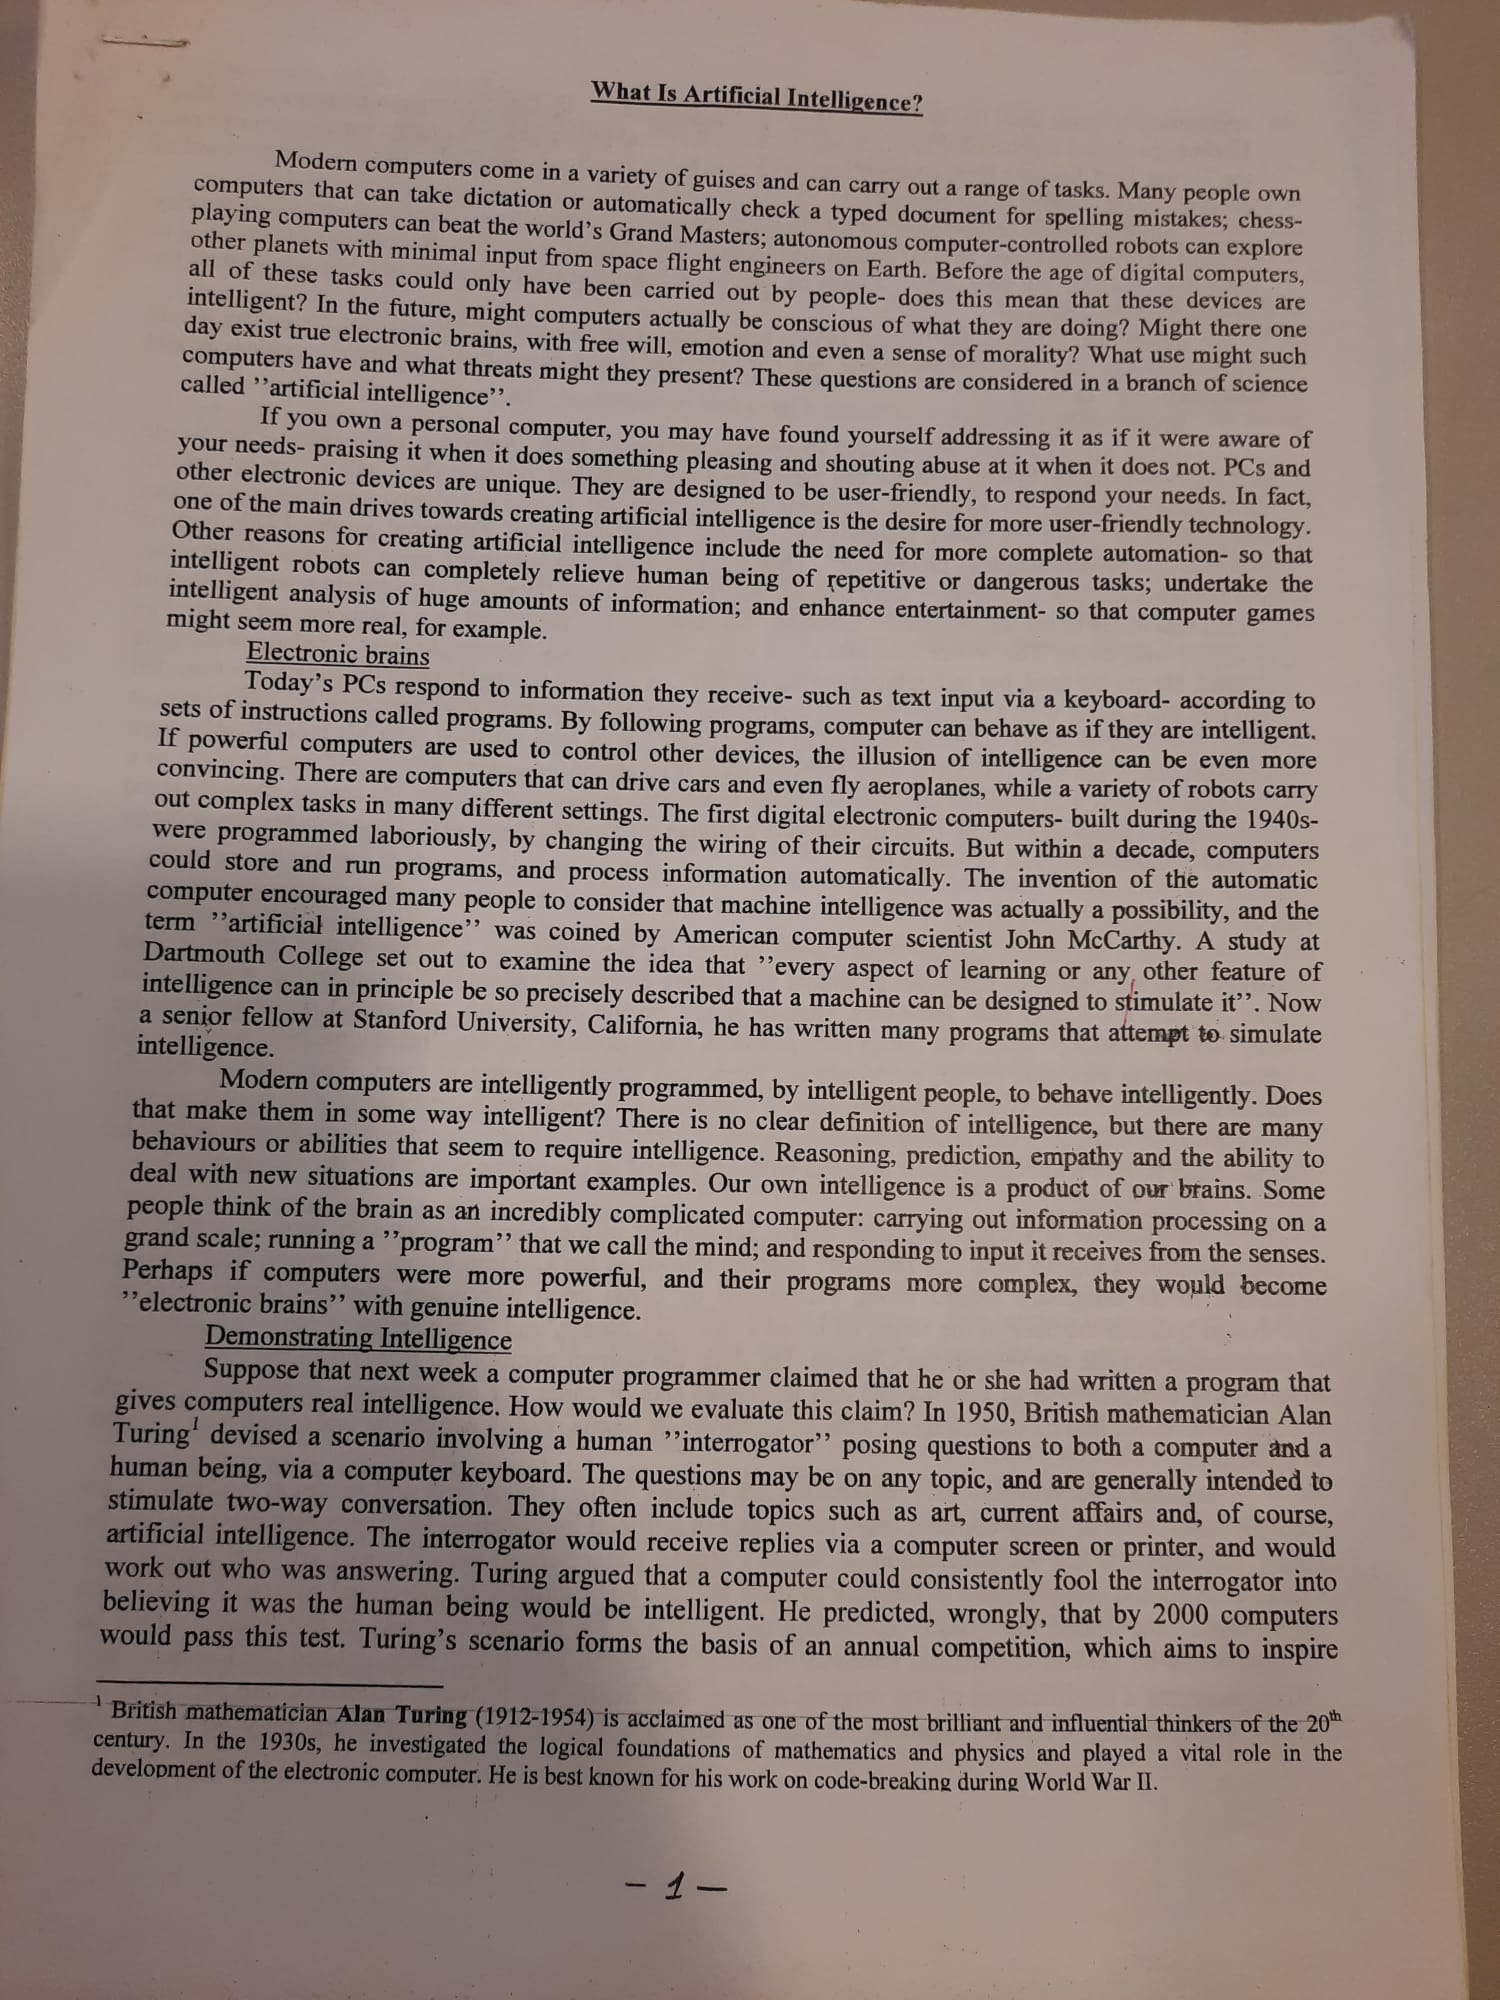 What Is Artificial Intelligence?
Modern computers come in a variety of guises and can carry out a range of tasks. Many people own
computers that can take dictation or automatically check a typed document for spelling mistakes; chess-
playing computers can beat the world's Grand Masters; autonomous computer-controlled robots can explore
other planets with minimal input from space flight engineers on Earth. Before the age of digital computers,
all of these tasks could only have been carried out by people- does this mean that these devices are
intelligent? In the future, might computers actually be conscious of what they are doing? Might there one
day exist true electronic brains, with free will, emotion and even a sense of morality? What use might such
computers have and what threats might they present? These questions are considered in a branch of science
called ’’artificial intelligence’’.
If you own a personal computer, you may have found yourself addressing it as if it were aware of
your needs- praising it when it does something pleasing and shouting abuse at it when it does not. PCs and
other electronic devices are unique. They are designed to be user-friendly, to respond your needs. In fact,
one of the main drives towards creating artificial intelligence is the desire for more user-friendly technology.
Other reasons for creating artificial intelligence include the need for more complete automation- so that
intelligent robots can completely relieve human being of repetitive or dangerous tasks; undertake the
intelligent analysis of huge amounts of information; and enhance entertainment- so that computer games
might seem more real, for example.
Electronic brains
Today's PCs respond to information they receive- such as text input via a keyboard- according to
sets of instructions called programs. By following programs, computer can behave as if they are intelligent.
If powerful computers are used to control other devices, the illusion of intelligence can be even more
convincing. There are computers that can drive cars and even fly aeroplanes, while a variety of robots carry
out complex tasks in many different settings. The first digital electronic computers- built during the 1940s-
were programmed laboriously, by changing the wiring of their circuits. But within a decade, computers
could store and run programs, and process information automatically. The invention of the automatic
computer encouraged many people to consider that machine intelligence was actually a possibility, and the
term ’’artificial intelligence’’ was coined by American computer scientist John McCarthy. A study at
Dartmouth College set out to examine the idea that ’’every aspect of learning or any other feature of
intelligence can in principle be so precisely described that a machine can be designed to stimulate it’’. Now
a senior fellow at Stanford University, California, he has written many programs that attempt to simulate
intelligence.
Modern computers are intelligently programmed, by intelligent people, to behave intelligently. Does
that make them in some way intelligent? There is no clear definition of intelligence, but there are many
behaviours or abilities that seem to require intelligence. Reasoning, prediction, empathy and the ability to
deal with new situations are important examples. Our own intelligence is a product of our brains. Some
people think of the brain as an incredibly complicated computer: carrying out information processing on a
grand scale; running a ’’program’’ that we call the mind; and responding to input it receives from the senses.
Perhaps if computers were more powerful, and their programs more complex, they would become
’’electronic brains’’ with genuine intelligence.
Demonstrating Intelligence
Suppose that next week a computer programmer claimed that he or she had written a program that
gives computers real intelligence. How would we evaluate this claim? In 1950, British mathematician Alan
Turing¹ devised a scenario involving a human ’’interrogator’’ posing questions to both a computer and a
human being, via a computer keyboard. The questions may be on any topic, and are generally intended to
stimulate two-way conversation. They often include topics such as art, current affairs and, of course,
artificial intelligence. The interrogator would receive replies via a computer screen or printer, and would
work out who was answering. Turing argued that a computer could consistently fool the interrogator into
believing it was the human being would be intelligent. He predicted, wrongly, that by 2000 computers
would pass this test. Turing's scenario forms the basis of an annual competition, which aims to inspire
¹ British mathematician Alan Turing (1912-1954) is acclaimed as one of the most brilliant and influential thinkers of the 20th
century. In the 1930s, he investigated the logical foundations of mathematics and physics and played a vital role in the
development of the electronic computer. He is best known for his work on code-breaking during World War II.
- 1 -